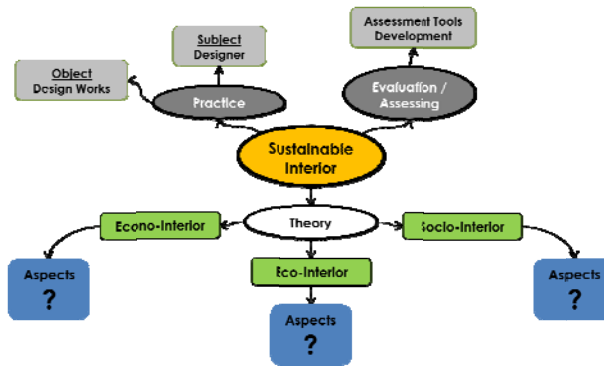 Subject
Designer
Assessment Tools
Development
Object
Design Works
Practice
Evaluation /
Assessing
Sustainable
Interior
Theory
Econo-Interior
Socio-Interior
Eco-Interior
Aspects
?
Aspects
?
Aspects
?